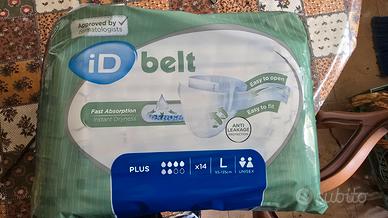 Approved by
dermatologists
iD belt
Easy to open
Fast Absorption
Instant Dryness
Easy to fit
ANTI
LEAKAGE
PROTECTION
PLUS
x14
L
UNISEX
subito